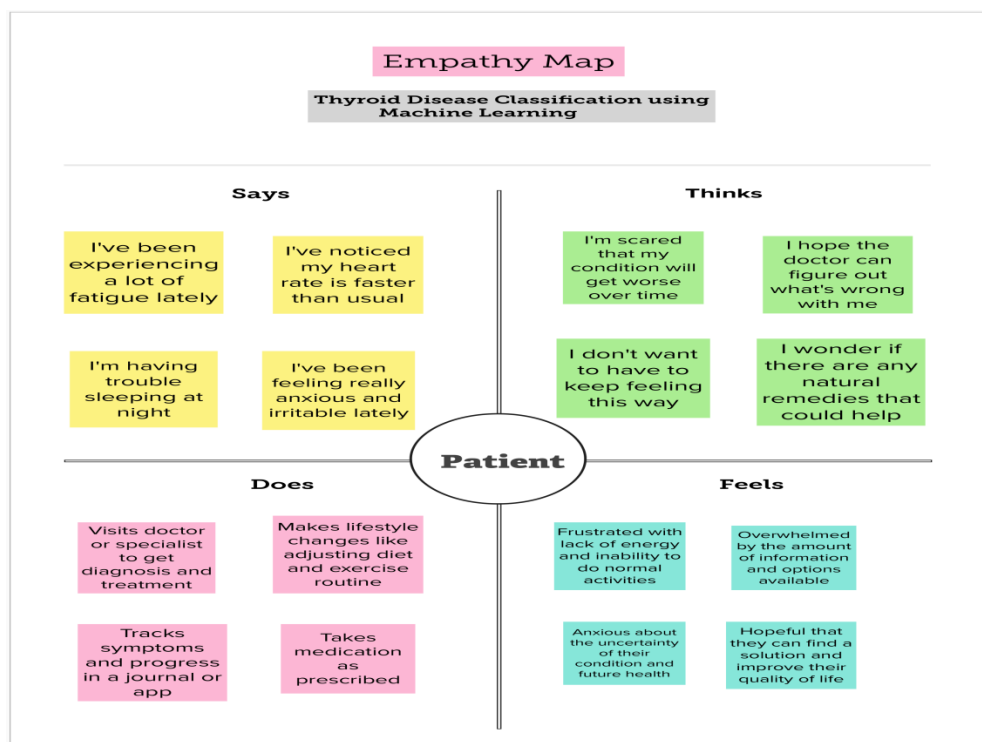 Empathy Map
Thyroid Disease Classification using
Machine Learning
Says
I've been
experiencing
a lot of
fatigue lately
I've noticed
my heart
rate is faster
than usual
I'm having
trouble
sleeping at
night
I've been
feeling really
anxious and
irritable lately
Thinks
I'm scared
that my
condition will
get worse
over time
I hope the
doctor can
figure out
what's wrong
with me
I don't want
to have to
keep feeling
this way
I wonder if
there are any
natural
remedies that
could help
Patient
Does
Visits doctor
or specialist
to get
diagnosis and
treatment
Makes lifestyle
changes like
adjusting diet
and exercise
routine
Tracks
symptoms
and progress
in a journal or
app
Takes
medication
as
prescribed
Feels
Frustrated with
lack of energy
and inability to
do normal
activities
Overwhelmed
by the amount
of information
and options
available
Anxious about
the uncertainty
of their
condition and
future health
Hopeful that
they can find a
solution and
improve their
quality of life